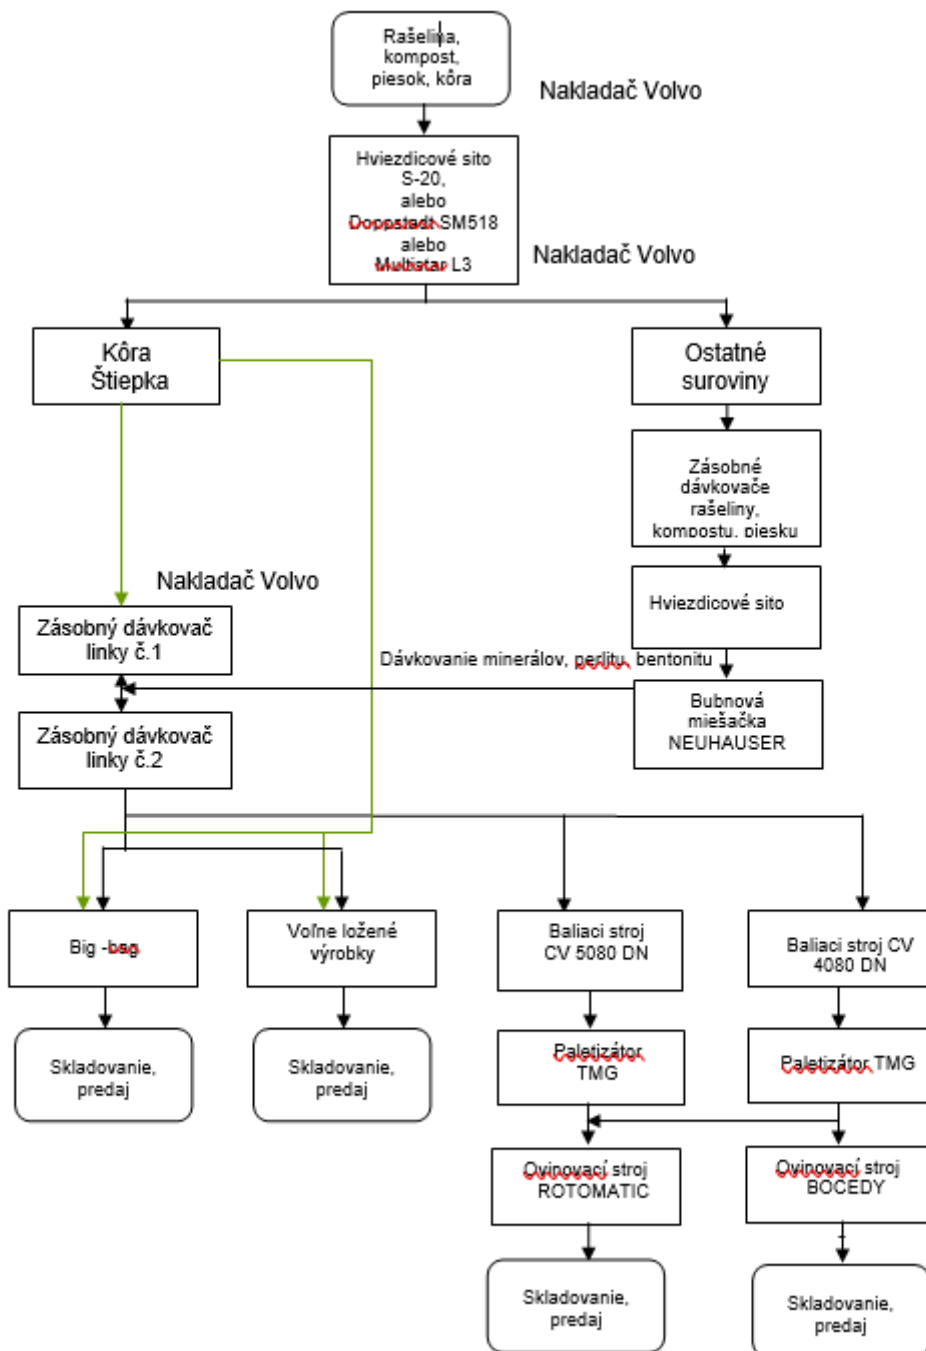 Rašelina,
kompost,
piesok, kôra
Nakladač Volvo
Hviezdicové sito
S-20,
alebo
Doppstadt SM518
alebo
Multistar L3
Nakladač Volvo
Kôra
Štiepka
Ostatné
suroviny
Zásobné
dávkovače
rašeliny,
kompostu, piesku
Nakladač Volvo
Hviezdicové sito
Zásobný dávkovač
linky č.1
Dávkovanie minerálov, perlitu, bentonitu
Bubnová
miešačka
NEUHAUSER
Zásobný dávkovač
linky č.2
Big -bag
Voľne ložené
výrobky
Baliaci stroj
CV 5080 DN
Baliaci stroj CV
4080 DN
Skladovanie,
predaj
Skladovanie,
predaj
Paletizátor
TMG
Paletizátor TMG
Ovinovací stroj
ROTOMATIC
Ovinovací stroj
BOCEDY
Skladovanie,
predaj
Skladovanie,
predaj